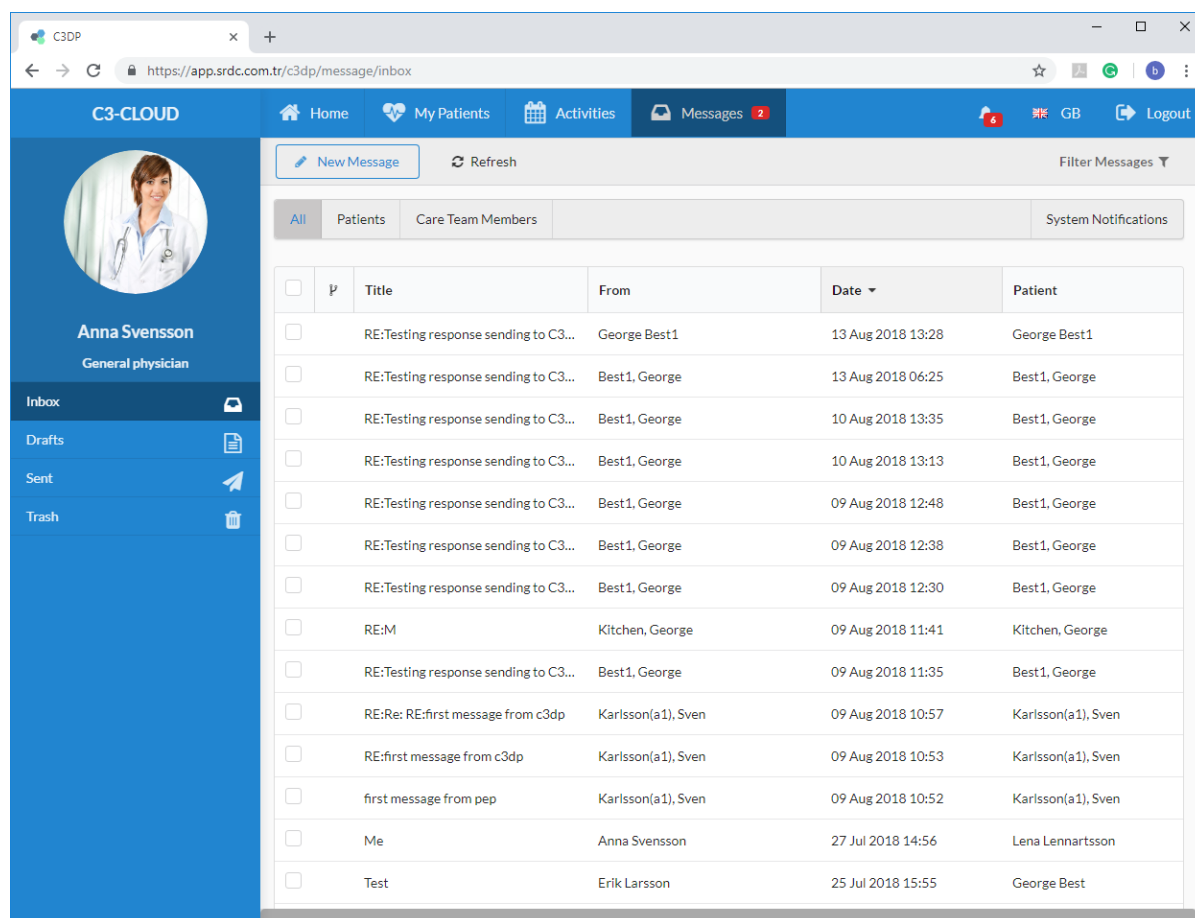 C3DP
https://app.srdc.com.tr/c3dp/message/inbox
b
C3-CLOUD
Home My Patients Activities Messages 2 6 GB Logout
New Message Refresh Filter Messages
All Patients Care Team Members System Notifications
Anna Svensson
General physician
Inbox
Drafts
Sent
Trash
Title From Date Patient
RE:Testing response sending to C3... George Best1 13 Aug 2018 13:28 George Best1
RE:Testing response sending to C3... Best1, George 13 Aug 2018 06:25 Best1, George
RE:Testing response sending to C3... Best1, George 10 Aug 2018 13:35 Best1, George
RE:Testing response sending to C3... Best1, George 10 Aug 2018 13:13 Best1, George
RE:Testing response sending to C3... Best1, George 09 Aug 2018 12:48 Best1, George
RE:Testing response sending to C3... Best1, George 09 Aug 2018 12:38 Best1, George
RE:Testing response sending to C3... Best1, George 09 Aug 2018 12:30 Best1, George
RE:M Kitchen, George 09 Aug 2018 11:41 Kitchen, George
RE:Testing response sending to C3... Best1, George 09 Aug 2018 11:35 Best1, George
RE:Re: RE:first message from c3dp Karlsson(a1), Sven 09 Aug 2018 10:57 Karlsson(a1), Sven
RE:first message from c3dp Karlsson(a1), Sven 09 Aug 2018 10:53 Karlsson(a1), Sven
first message from pep Karlsson(a1), Sven 09 Aug 2018 10:52 Karlsson(a1), Sven
Me Anna Svensson 27 Jul 2018 14:56 Lena Lennartsson
Test Erik Larsson 25 Jul 2018 15:55 George Best